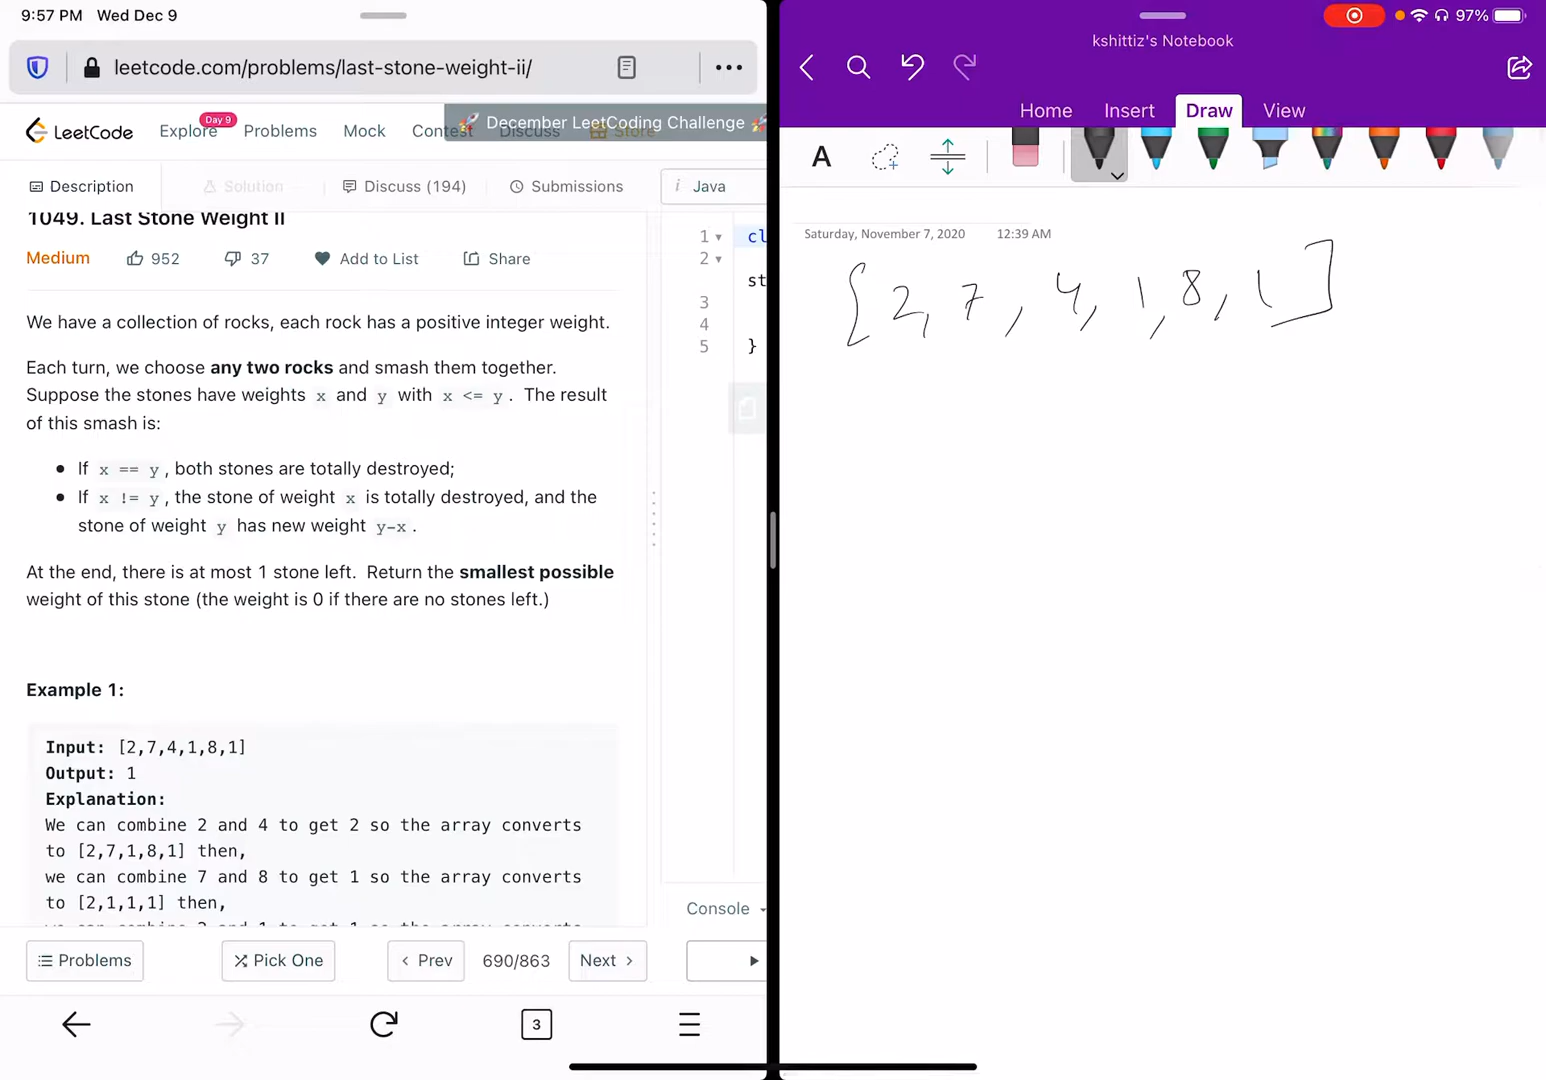 9:57 PM Wed Dec 9
leetcode.com/problems/last-stone-weight-ii/
LeetCode Explore Day 9 Problems Mock Contest Discuss Store
December LeetCoding Challenge
Description Solution Discuss (194) Submissions
1049. Last Stone Weight II
Medium 952 37 Add to List Share
We have a collection of rocks, each rock has a positive integer weight.
Each turn, we choose any two rocks and smash them together.
Suppose the stones have weights x and y with x <= y. The result
of this smash is:
If x == y, both stones are totally destroyed;
If x != y, the stone of weight x is totally destroyed, and the
stone of weight y has new weight y-x.
At the end, there is at most 1 stone left. Return the smallest possible
weight of this stone (the weight is 0 if there are no stones left.)
Example 1:
Input: [2,7,4,1,8,1]
Output: 1
Explanation:
We can combine 2 and 4 to get 2 so the array converts
to [2,7,1,8,1] then,
we can combine 7 and 8 to get 1 so the array converts
to [2,1,1,1] then,
Problems Pick One < Prev 690/863 Next >
3
i Java
1 cl
2
st
3
4
5 }
Console
97%
kshittiz's Notebook
Home Insert Draw View
A
Saturday, November 7, 2020 12:39 AM
[2, 7, 4, 1, 8, 1]